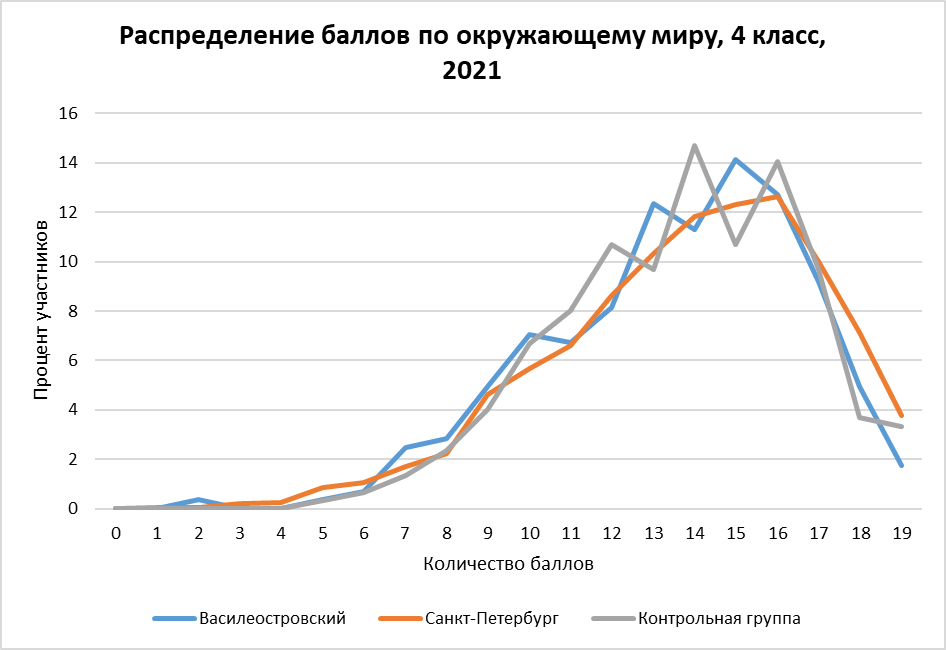 Распределение баллов по окружающему миру, 4 класс,
2021
16
14
12
10
8
6
4
2
0
Процент участников
0 1 2 3 4 5 6 7 8 9 10 11 12 13 14 15 16 17 18 19
Количество баллов
Василеостровский Санкт-Петербург Контрольная группа